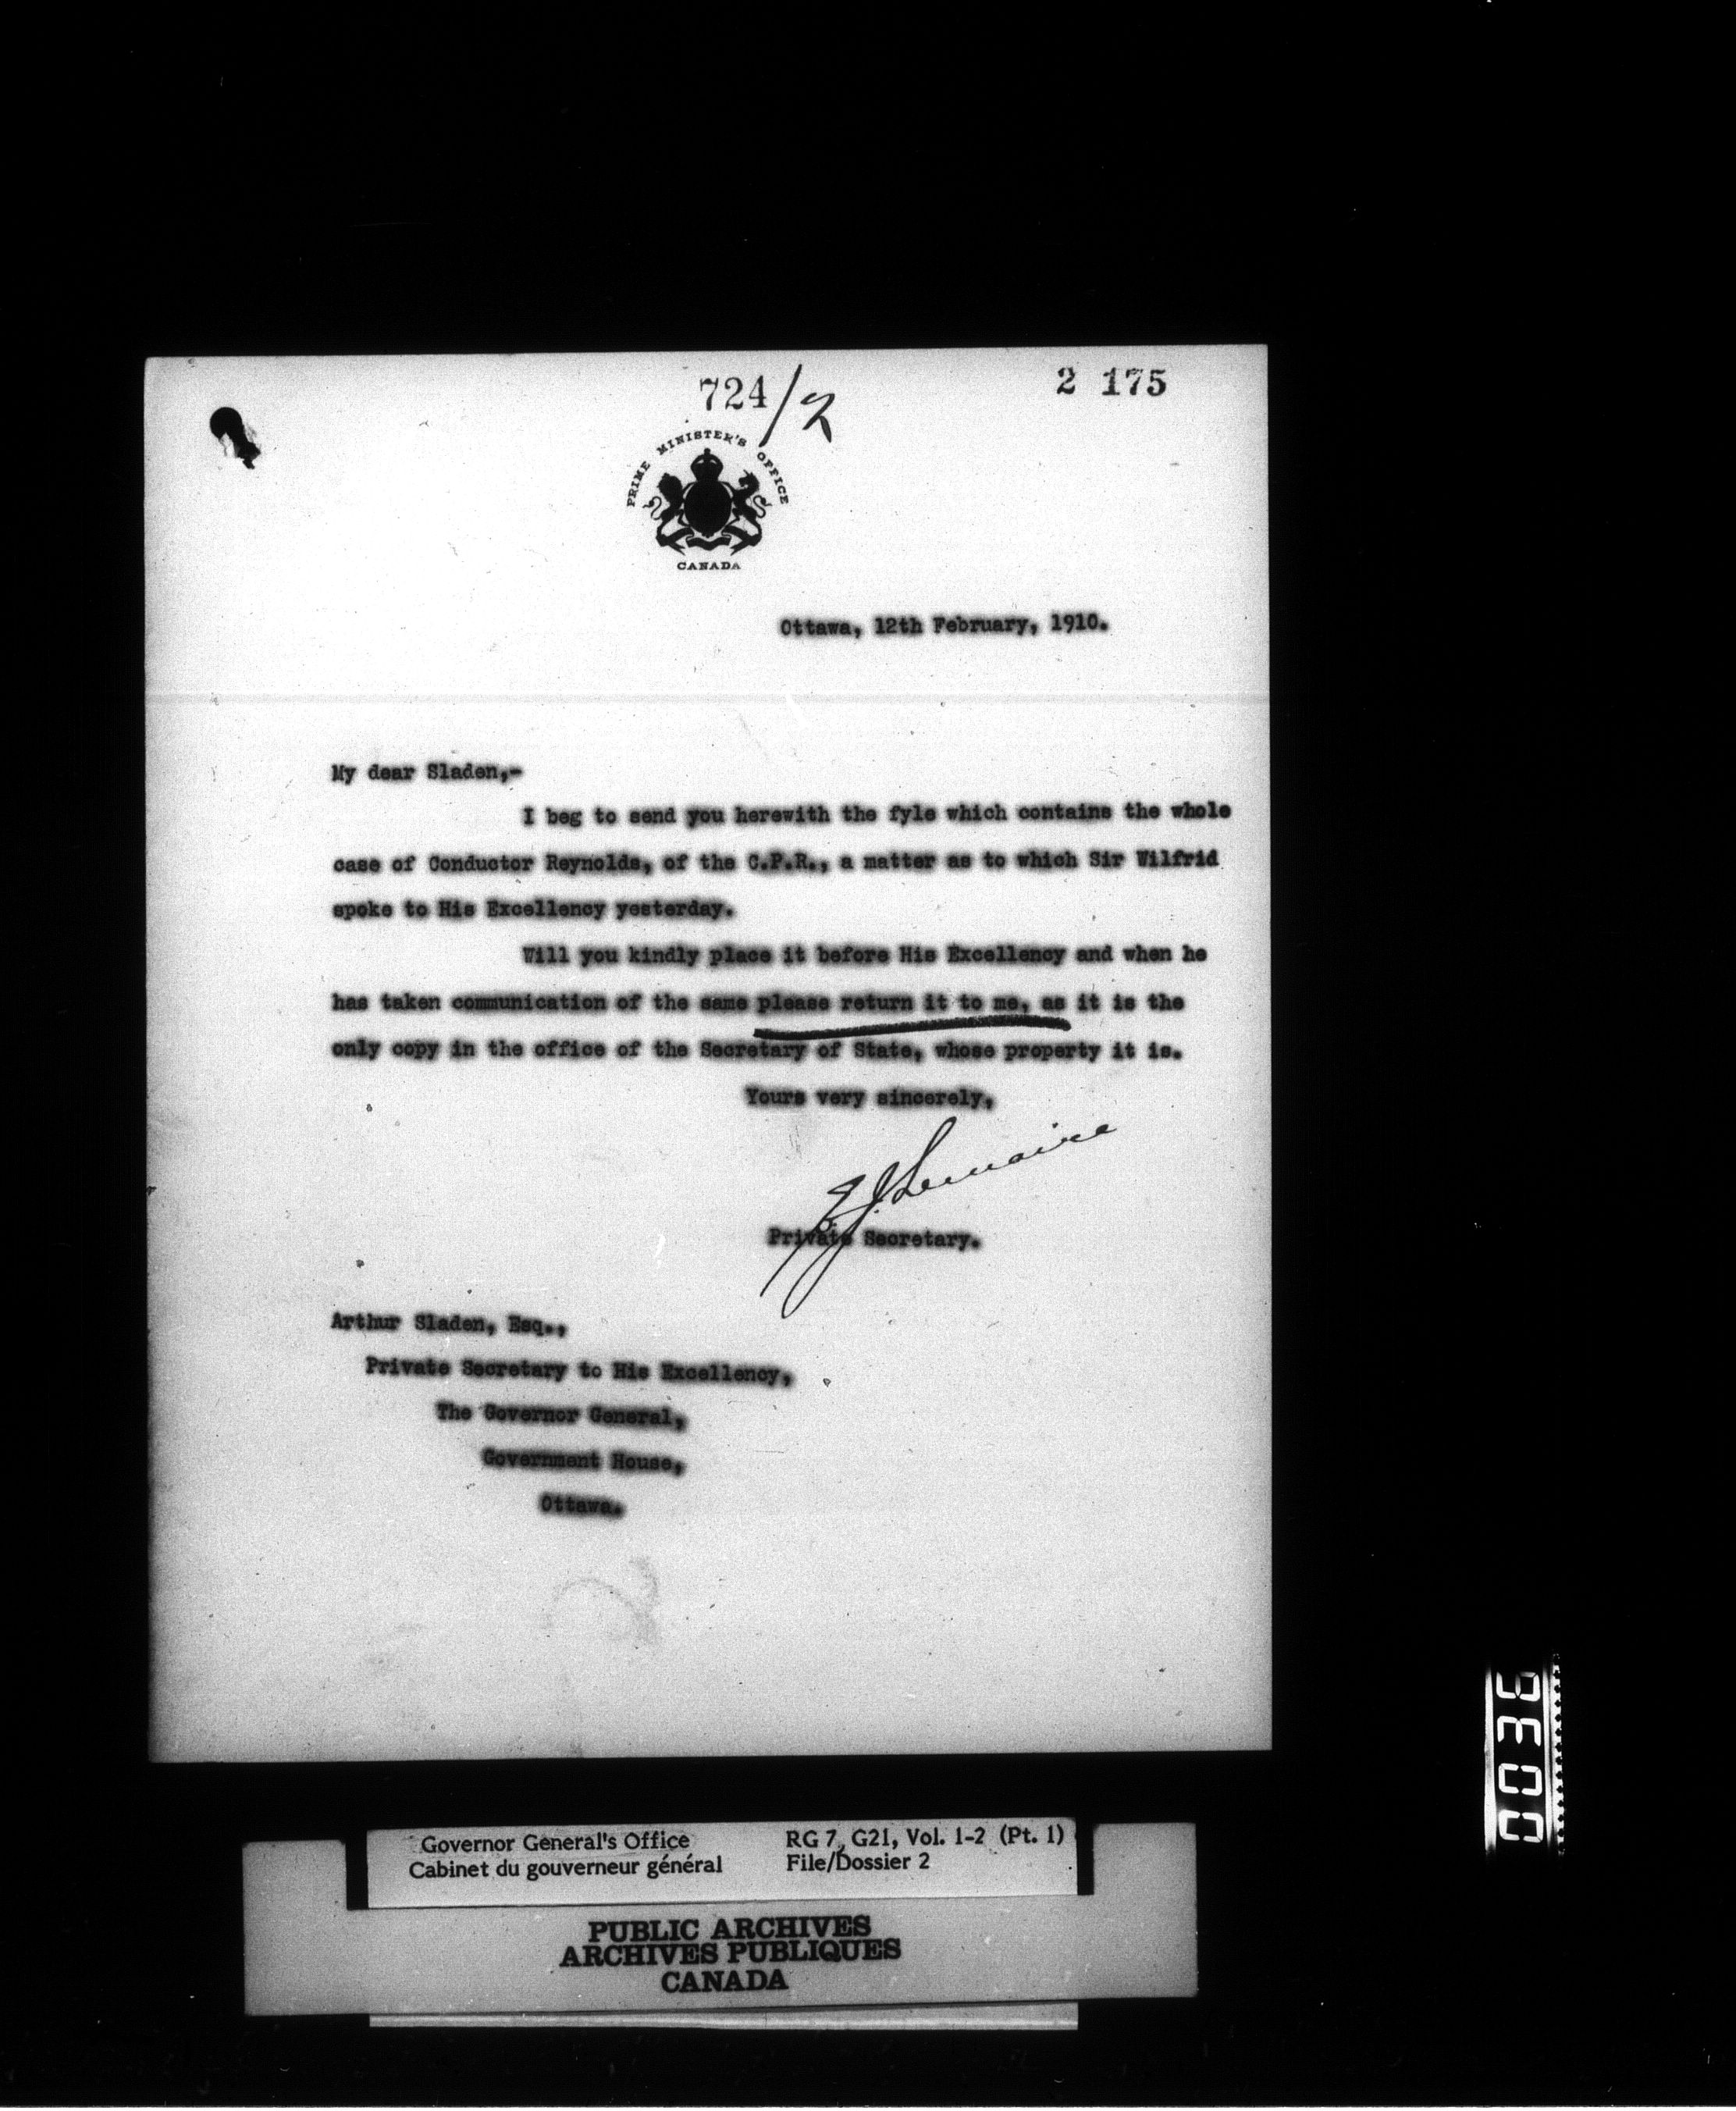 724/2
2 175
PRIME MINISTER'S OFFICE
CANADA
Ottawa, 12th February, 1910.
My dear Sladen,-
I beg to send you herewith the fyle which contains the whole
case of Conductor Reynolds, of the C.P.R., a matter as to which Sir Wilfrid
spoke to His Excellency yesterday.
Will you kindly place it before His Excellency and when he
has taken communication of the same please return it to me, as it is the
only copy in the office of the Secretary of State, whose property it is.
Yours very sincerely,
E.J. Lemaire
Private Secretary.
Arthur Sladen, Esq.,
Private Secretary to His Excellency,
The Governor General,
Government House,
Ottawa.
Governor General's Office
Cabinet du gouverneur général
RG 7, G21, Vol. 1-2 (Pt. 1)
File/Dossier 2
PUBLIC ARCHIVES
ARCHIVES PUBLIQUES
CANADA
0036